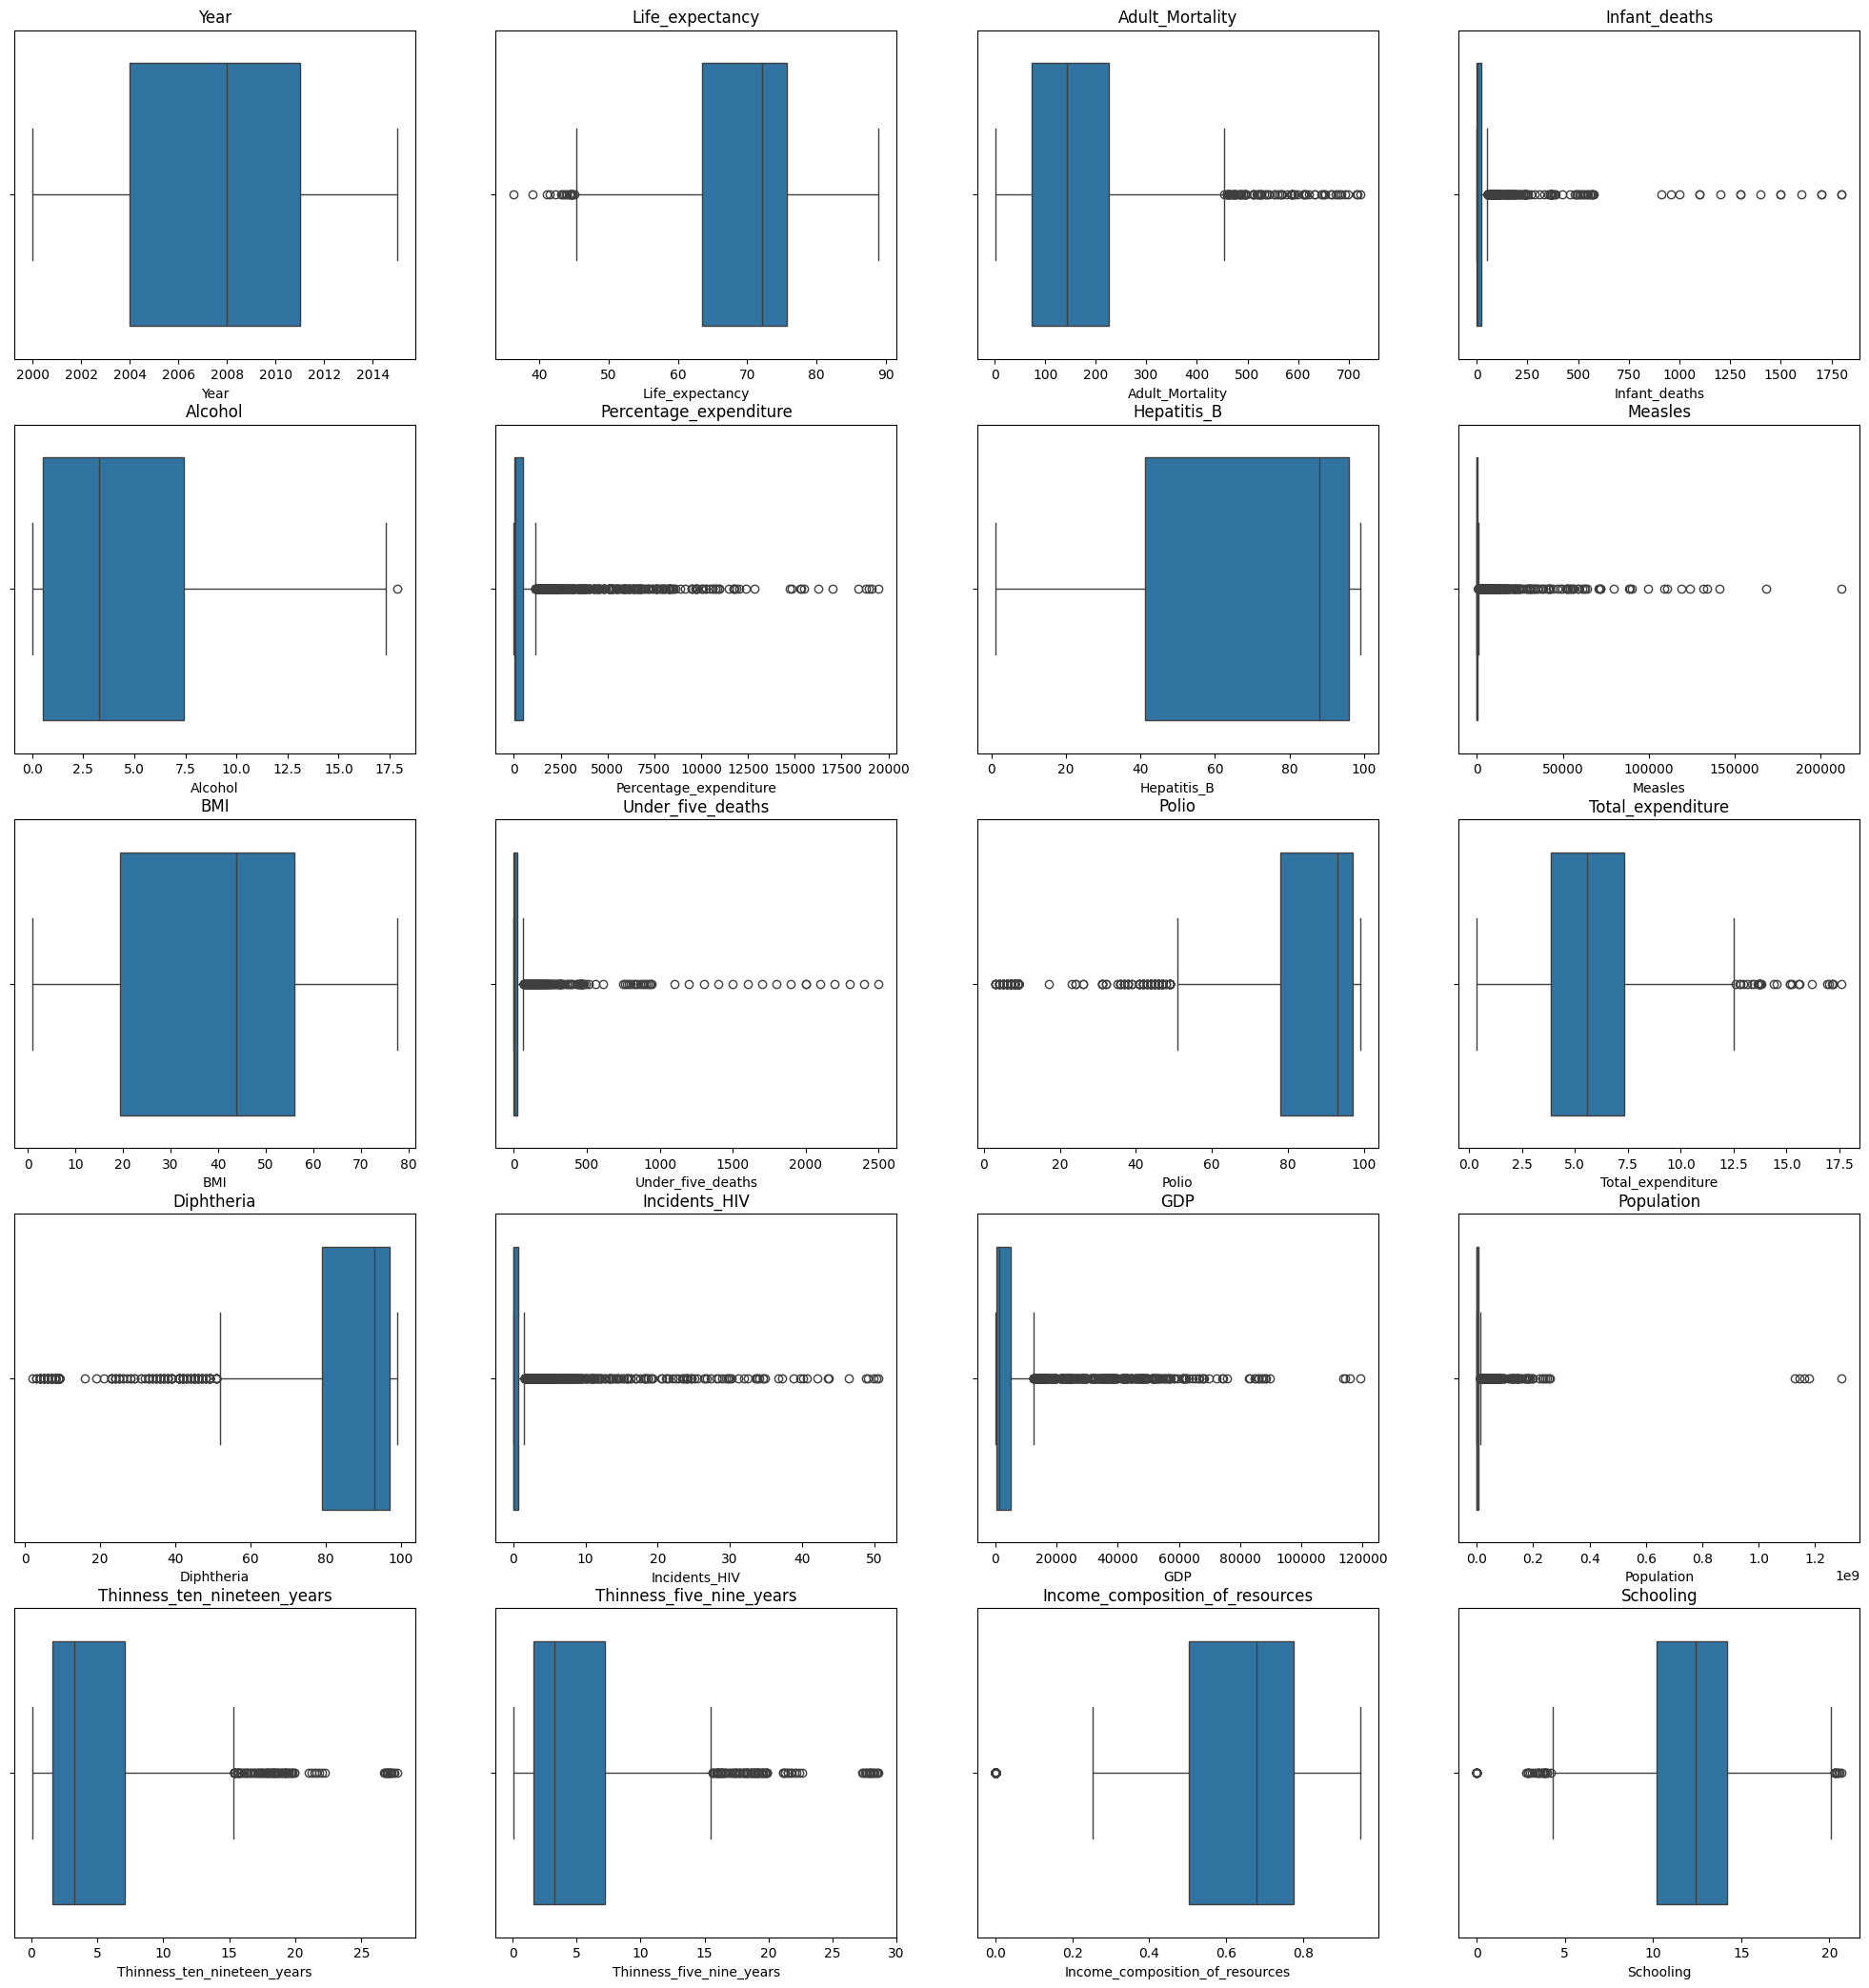 Year
Life_expectancy
Adult_Mortality
Infant_deaths
2000 2002 2004 2006 2008 2010 2012 2014
40 50 60 70 80 90
0 100 200 300 400 500 600 700
0 250 500 750 1000 1250 1500 1750
Year
Life_expectancy
Adult_Mortality
Infant_deaths
Alcohol
Percentage_expenditure
Hepatitis_B
Measles
0.0 2.5 5.0 7.5 10.0 12.5 15.0 17.5
0 2500 5000 7500 10000 12500 15000 17500 20000
0 20 40 60 80 100
0 50000 100000 150000 200000
Alcohol
Percentage_expenditure
Hepatitis_B
Measles
BMI
Under_five_deaths
Polio
Total_expenditure
0 10 20 30 40 50 60 70 80
0 500 1000 1500 2000 2500
0 20 40 60 80 100
0.0 2.5 5.0 7.5 10.0 12.5 15.0 17.5
BMI
Under_five_deaths
Polio
Total_expenditure
Diphtheria
Incidents_HIV
GDP
Population
0 20 40 60 80 100
0 10 20 30 40 50
0 20000 40000 60000 80000 100000 120000
0.0 0.2 0.4 0.6 0.8 1.0 1.2
Diphtheria
Incidents_HIV
GDP
Population
1e9
Thinness_ten_nineteen_years
Thinness_five_nine_years
Income_composition_of_resources
Schooling
0 5 10 15 20 25
0 5 10 15 20 25 30
0.0 0.2 0.4 0.6 0.8
0 5 10 15 20
Thinness_ten_nineteen_years
Thinness_five_nine_years
Income_composition_of_resources
Schooling